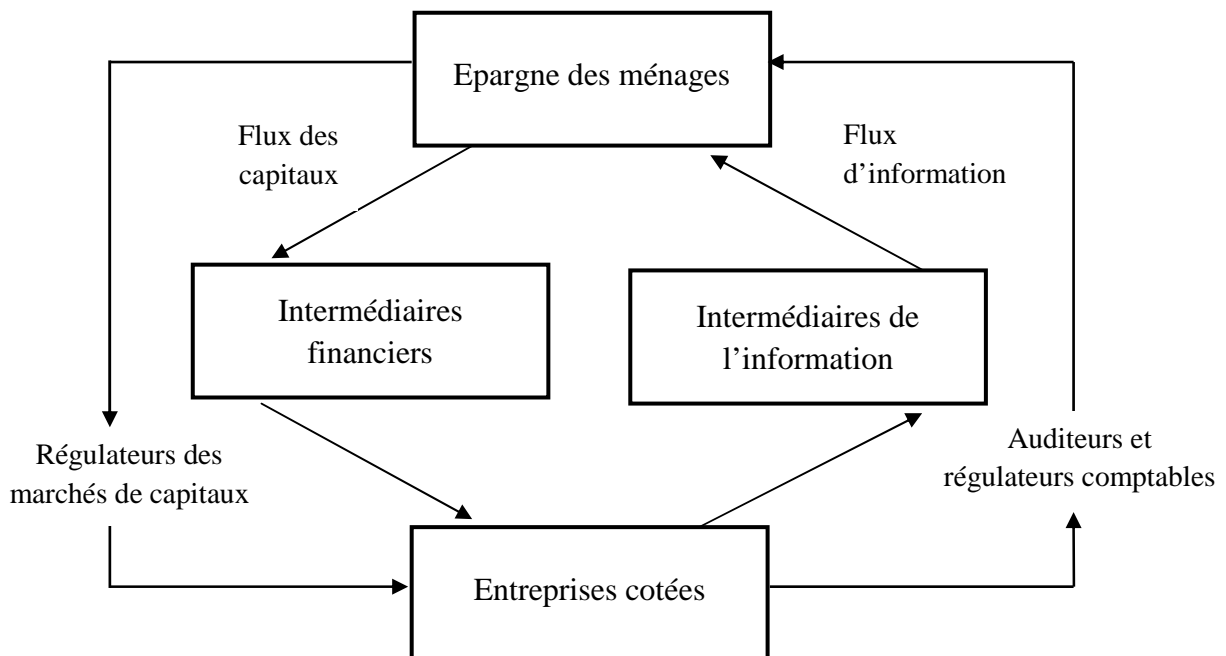 Epargne des ménages
Flux des
capitaux
Flux
d’information
Intermédiaires
financiers
Intermédiaires de
l’information
Régulateurs des
marchés de capitaux
Auditeurs et
régulateurs comptables
Entreprises cotées